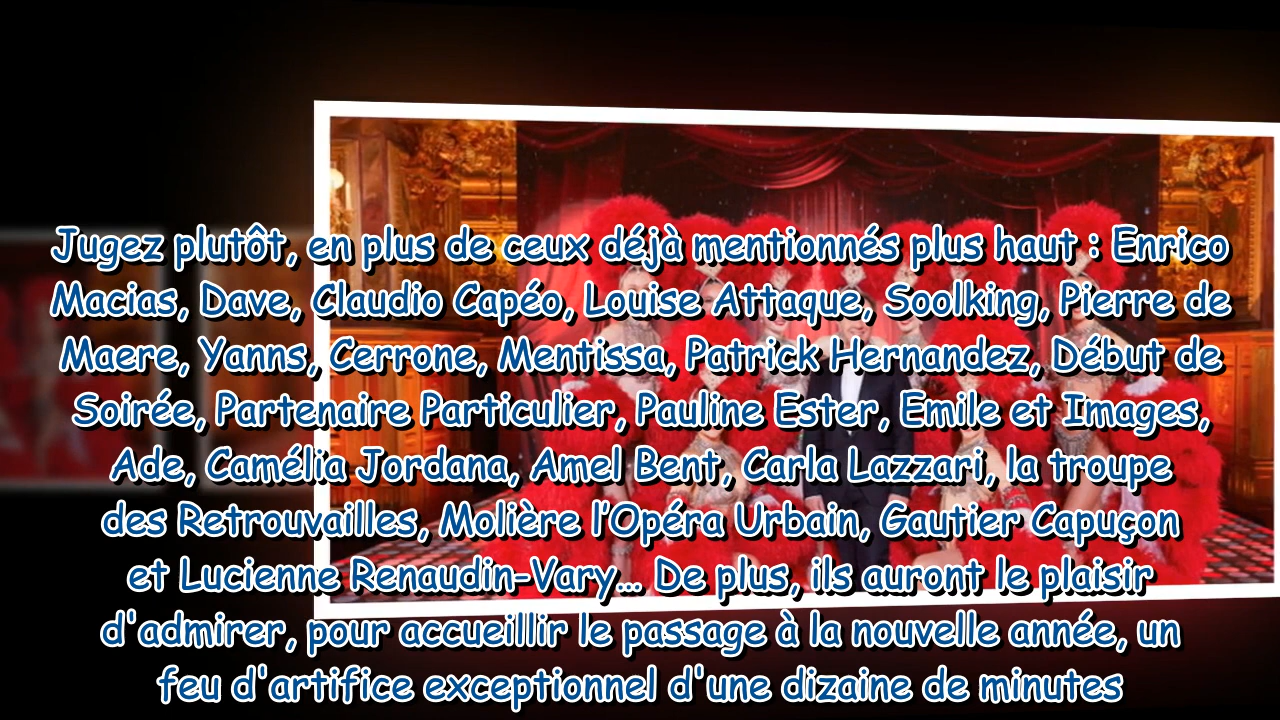 Jugez plutôt, en plus de ceux déjà mentionnés plus haut : Enrico
Macias, Dave, Claudio Capéo, Louise Attaque, Soolking, Pierre de
Maere, Yanns, Cerrone, Mentissa, Patrick Hernandez, Début de
Soirée, Partenaire Particulier, Pauline Ester, Emile et Images,
Ade, Camélia Jordana, Amel Bent, Carla Lazzari, la troupe
des Retrouvailles, Molière l’Opéra Urbain, Gautier Capuçon
et Lucienne Renaudin-Vary... De plus, ils auront le plaisir
d'admirer, pour accueillir le passage à la nouvelle année, un
feu d'artifice exceptionnel d'une dizaine de minutes